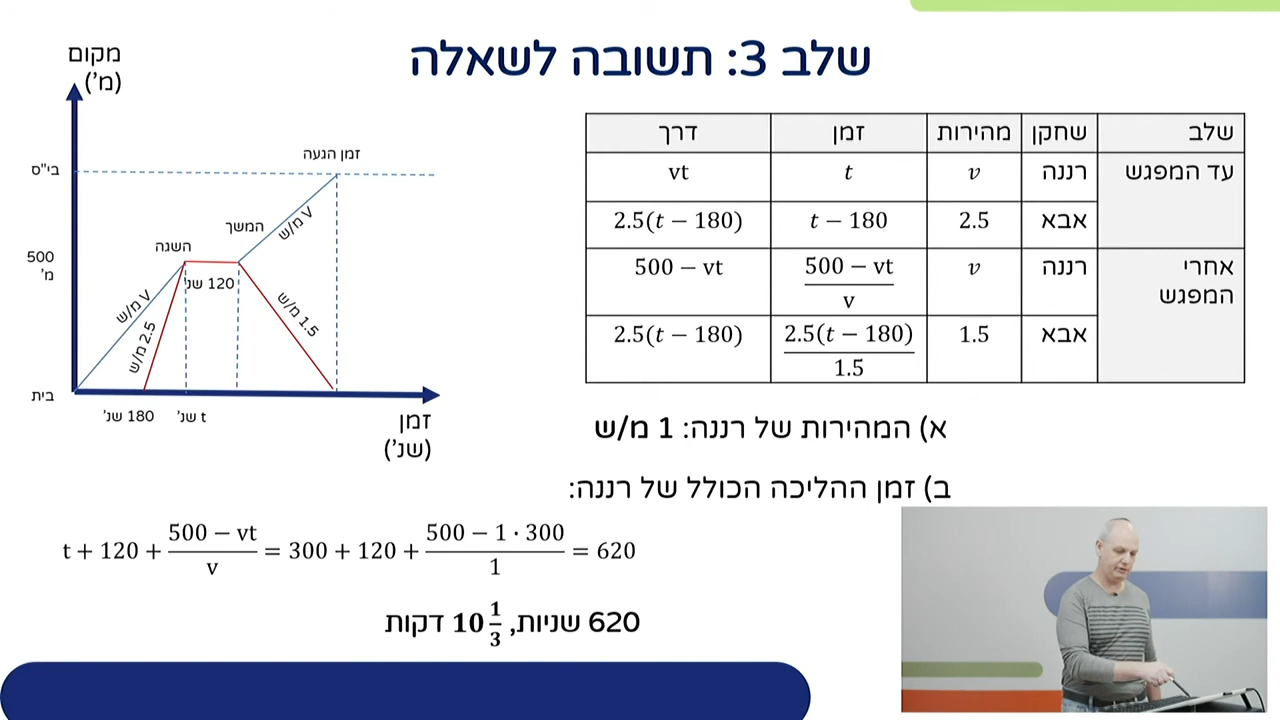 שלב 3: תשובה לשאלה
מקום
(מ')
בי"ס
500
מ'
בית
זמן הגעה
המשך
השגה
V מ/ש
120 שנ'
V מ/ש
2.5 מ/ש
1.5 מ/ש
180 שנ'
t שנ'
זמן
(שנ')
שלב שחקן מהירות זמן דרך
עד המפגש רננה v t vt
אבא 2.5 t − 180 2.5(t − 180)
אחרי המפגש רננה v (500 − vt)/v 500 − vt
אבא 1.5 2.5(t − 180)/1.5 2.5(t − 180)
א) המהירות של רננה: 1 מ/ש
ב) זמן ההליכה הכולל של רננה:
t + 120 + (500 − vt)/v = 300 + 120 + (500 − 1 · 300)/1 = 620
620 שניות, 10 1/3 דקות